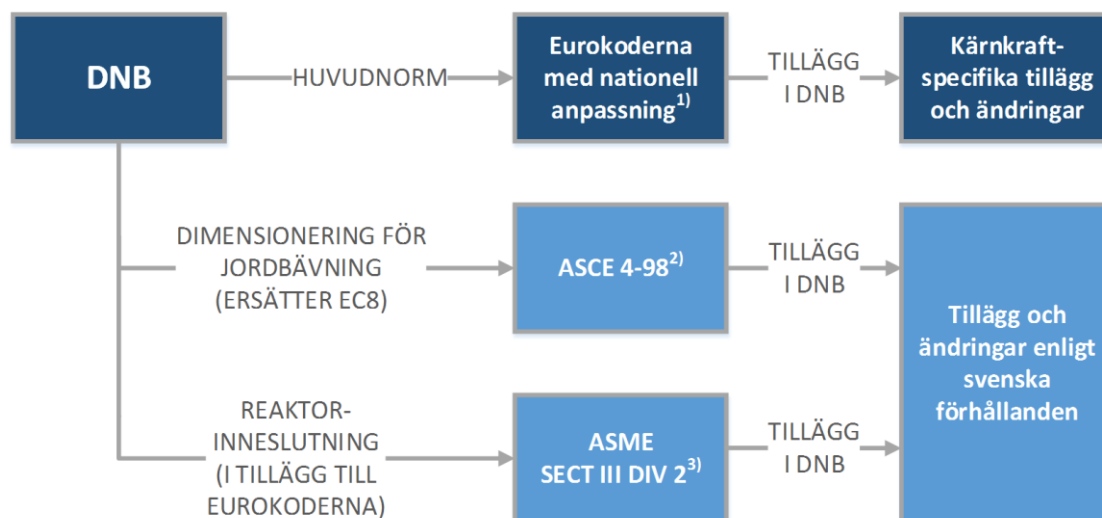 DNB
HUVUDNORM
Eurokoderna
med nationell
anpassning1)
TILLÄGG
I DNB
Kärnkraft-
specifika tillägg
och ändringar
DIMENSIONERING FÖR
JORDBÄVNING
(ERSÄTTER EC8)
ASCE 4-982)
TILLÄGG
I DNB
Tillägg och
ändringar enligt
svenska
förhållanden
REAKTOR-
INNESLUTNING
(I TILLÄGG TILL
EUROKODERNA)
ASME
SECT III DIV 23)
TILLÄGG
I DNB